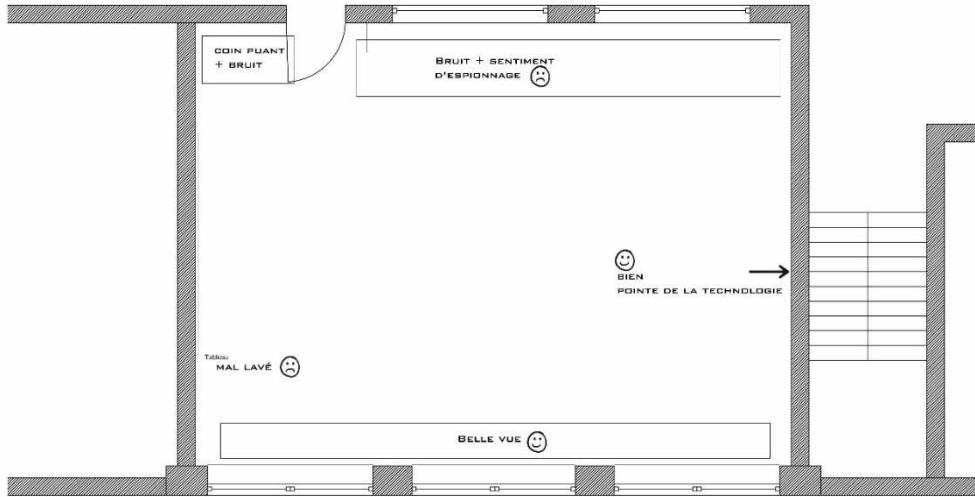 COIN PUANT
+ BRUIT
BRUIT + SENTIMENT
D'ESPIONNAGE
BIEN
POINTE DE LA TECHNOLOGIE
Tableau
MAL LAVÉ
BELLE VUE